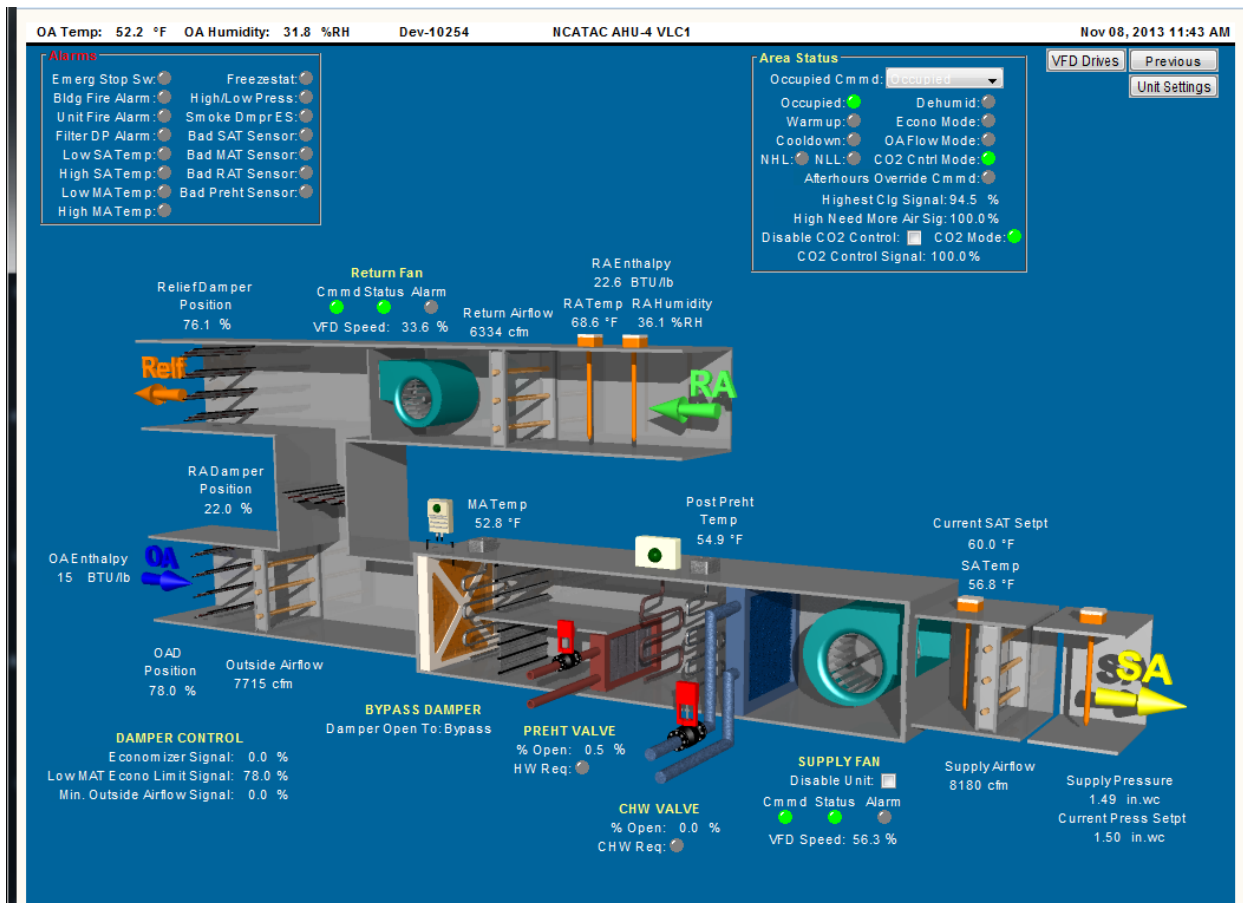 OA Temp: 52.2 °F OA Humidity: 31.8 %RH Dev-10254 NCATAC AHU-4 VLC1 Nov 08, 2013 11:43 AM
Alarms
Emerg Stop Sw: Freezestat:
Bldg Fire Alarm: High/Low Press:
Unit Fire Alarm: Smoke Dmpr ES:
Filter DP Alarm: Bad SAT Sensor:
Low SA Temp: Bad MAT Sensor:
High SA Temp: Bad RAT Sensor:
Low MA Temp: Bad Preht Sensor:
High MA Temp:
Area Status
Occupied Cmmd: Occupied
Occupied: Dehumid:
Warmup: Econo Mode:
Cooldown: OA Flow Mode:
NHL: NLL: CO2 Cntrl Mode:
Afterhours Override Cmmd:
Highest Clg Signal: 94.5 %
High Need More Air Sig: 100.0%
Disable CO2 Control: CO2 Mode:
CO2 Control Signal: 100.0%
VFD Drives Previous
Unit Settings
Relief Damper
Position
76.1 %
Return Fan
Cmmd Status Alarm
VFD Speed: 33.6 %
Return Airflow
6334 cfm
RA Enthalpy
22.6 BTU/lb
RA Temp RA Humidity
68.6 °F 36.1 %RH
Relf
RA
RA Damper
Position
22.0 %
MA Temp
52.8 °F
Post Preht
Temp
54.9 °F
Current SAT Setpt
60.0 °F
SA Temp
56.8 °F
OA Enthalpy
15 BTU/lb
OA
SA
OAD
Position
78.0 %
Outside Airflow
7715 cfm
BYPASS DAMPER
Damper Open To: Bypass
PREHT VALVE
% Open: 0.5 %
HW Req:
DAMPER CONTROL
Economizer Signal: 0.0 %
Low MAT Econo Limit Signal: 78.0 %
Min. Outside Airflow Signal: 0.0 %
CHW VALVE
% Open: 0.0 %
CHW Req:
SUPPLY FAN
Disable Unit:
Cmmd Status Alarm
VFD Speed: 56.3 %
Supply Airflow
8180 cfm
Supply Pressure
1.49 in.wc
Current Press Setpt
1.50 in.wc